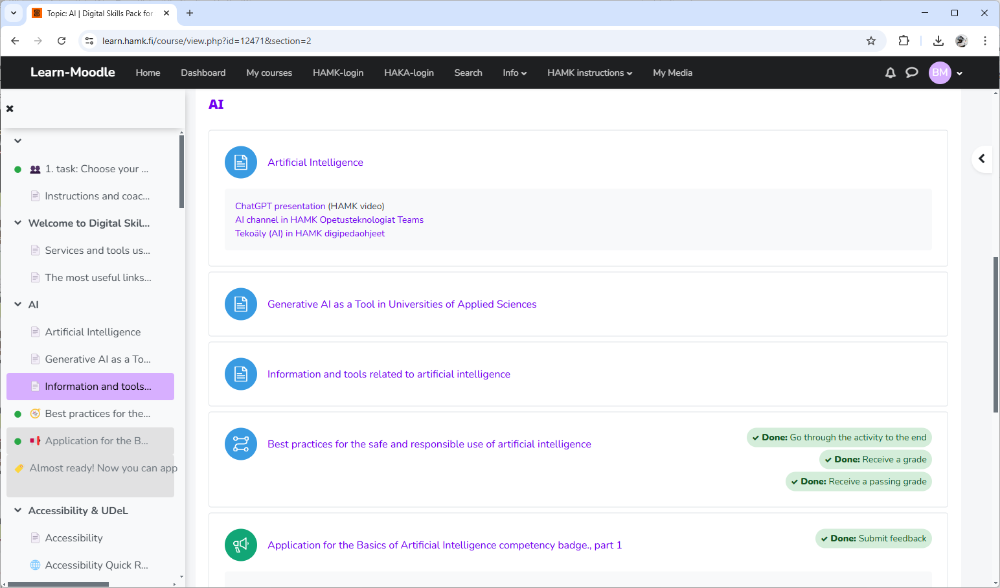 Topic: AI | Digital Skills Pack for
learn.hamk.fi/course/view.php?id=12471&section=2
Learn-Moodle
Home
Dashboard
My courses
HAMK-login
HAKA-login
Search
Info
HAMK instructions
My Media
BM
1. task: Choose your ...
Instructions and coac...
Welcome to Digital Skil...
Services and tools us...
The most useful links...
AI
Artificial Intelligence
Generative AI as a To...
Information and tools...
Best practices for the...
Application for the B...
Almost ready! Now you can app
Accessibility & UDeL
Accessibility
Accessibility Quick R...
AI
Artificial Intelligence
ChatGPT presentation (HAMK video)
AI channel in HAMK Opetusteknologiat Teams
Tekoäly (AI) in HAMK digipedaohjeet
Generative AI as a Tool in Universities of Applied Sciences
Information and tools related to artificial intelligence
Best practices for the safe and responsible use of artificial intelligence
Done: Go through the activity to the end
Done: Receive a grade
Done: Receive a passing grade
Application for the Basics of Artificial Intelligence competency badge., part 1
Done: Submit feedback